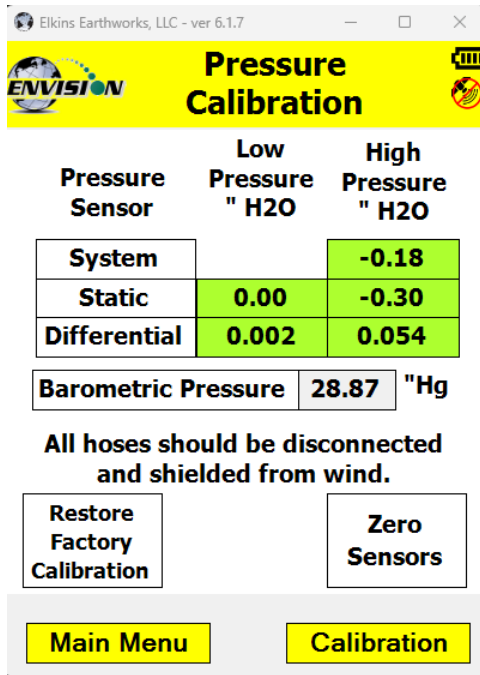 Elkins Earthworks, LLC - ver 6.1.7
ENVISION
Pressure
Calibration
Pressure
Sensor
Low
Pressure
" H2O
High
Pressure
" H2O
System -0.18
Static 0.00 -0.30
Differential 0.002 0.054
Barometric Pressure 28.87 "Hg
All hoses should be disconnected
and shielded from wind.
Restore
Factory
Calibration
Zero
Sensors
Main Menu Calibration